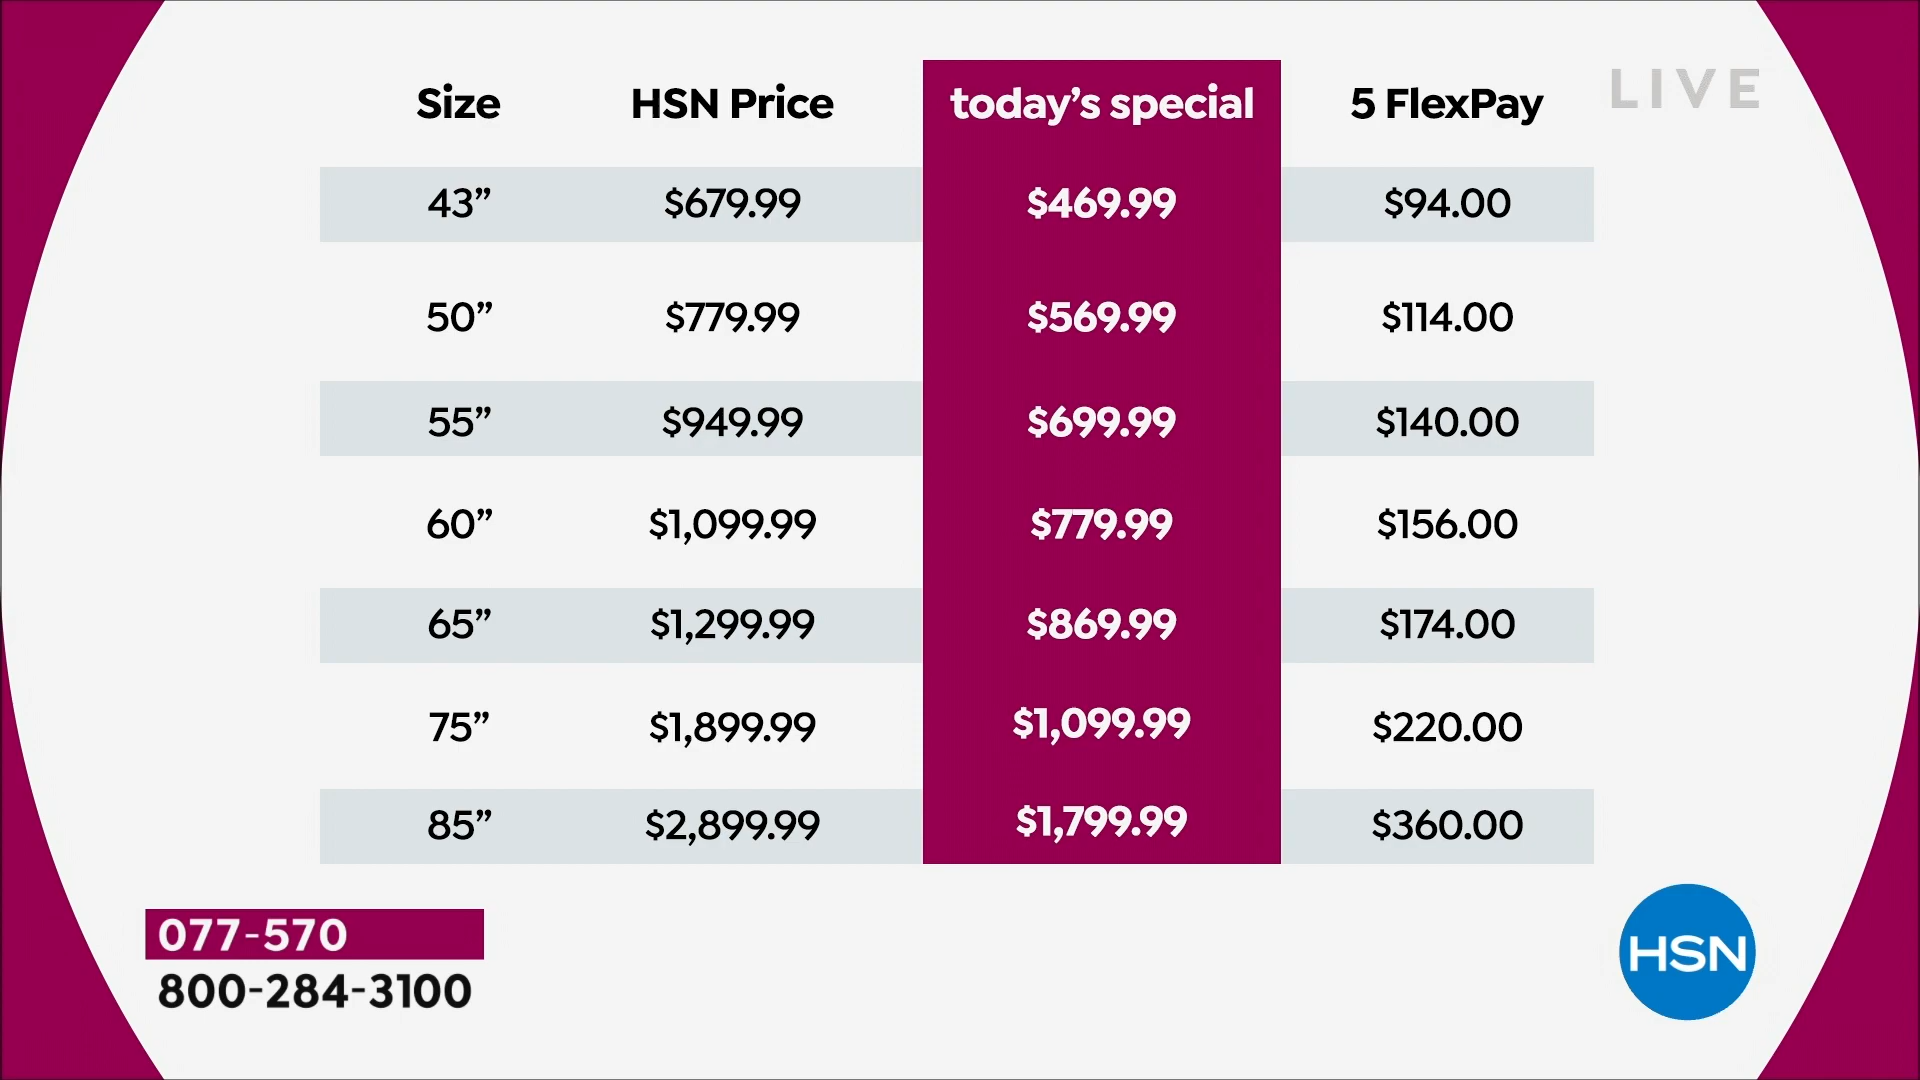 LIVE
Size HSN Price today’s special 5 FlexPay
43” $679.99 $469.99 $94.00
50” $779.99 $569.99 $114.00
55” $949.99 $699.99 $140.00
60” $1,099.99 $779.99 $156.00
65” $1,299.99 $869.99 $174.00
75” $1,899.99 $1,099.99 $220.00
85” $2,899.99 $1,799.99 $360.00
077-570
800-284-3100
HSN